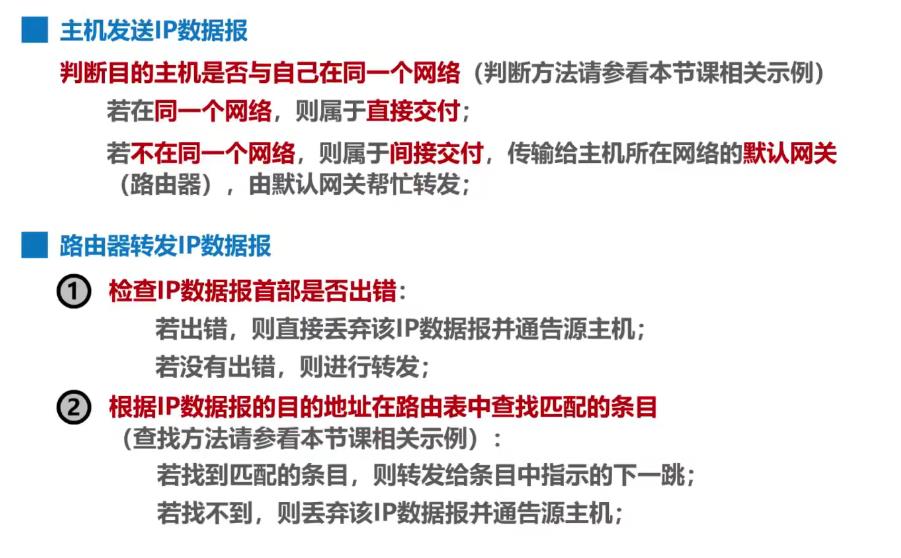 主机发送IP数据报
判断目的主机是否与自己在同一个网络（判断方法请参看本节课相关示例）
若在同一个网络，则属于直接交付；
若不在同一个网络，则属于间接交付，传输给主机所在网络的默认网关
（路由器），由默认网关帮忙转发；
路由器转发IP数据报
① 检查IP数据报首部是否出错：
若出错，则直接丢弃该IP数据报并通告源主机；
若没有出错，则进行转发；
② 根据IP数据报的目的地址在路由表中查找匹配的条目
（查找方法请参看本节课相关示例）：
若找到匹配的条目，则转发给条目中指示的下一跳；
若找不到，则丢弃该IP数据报并通告源主机；